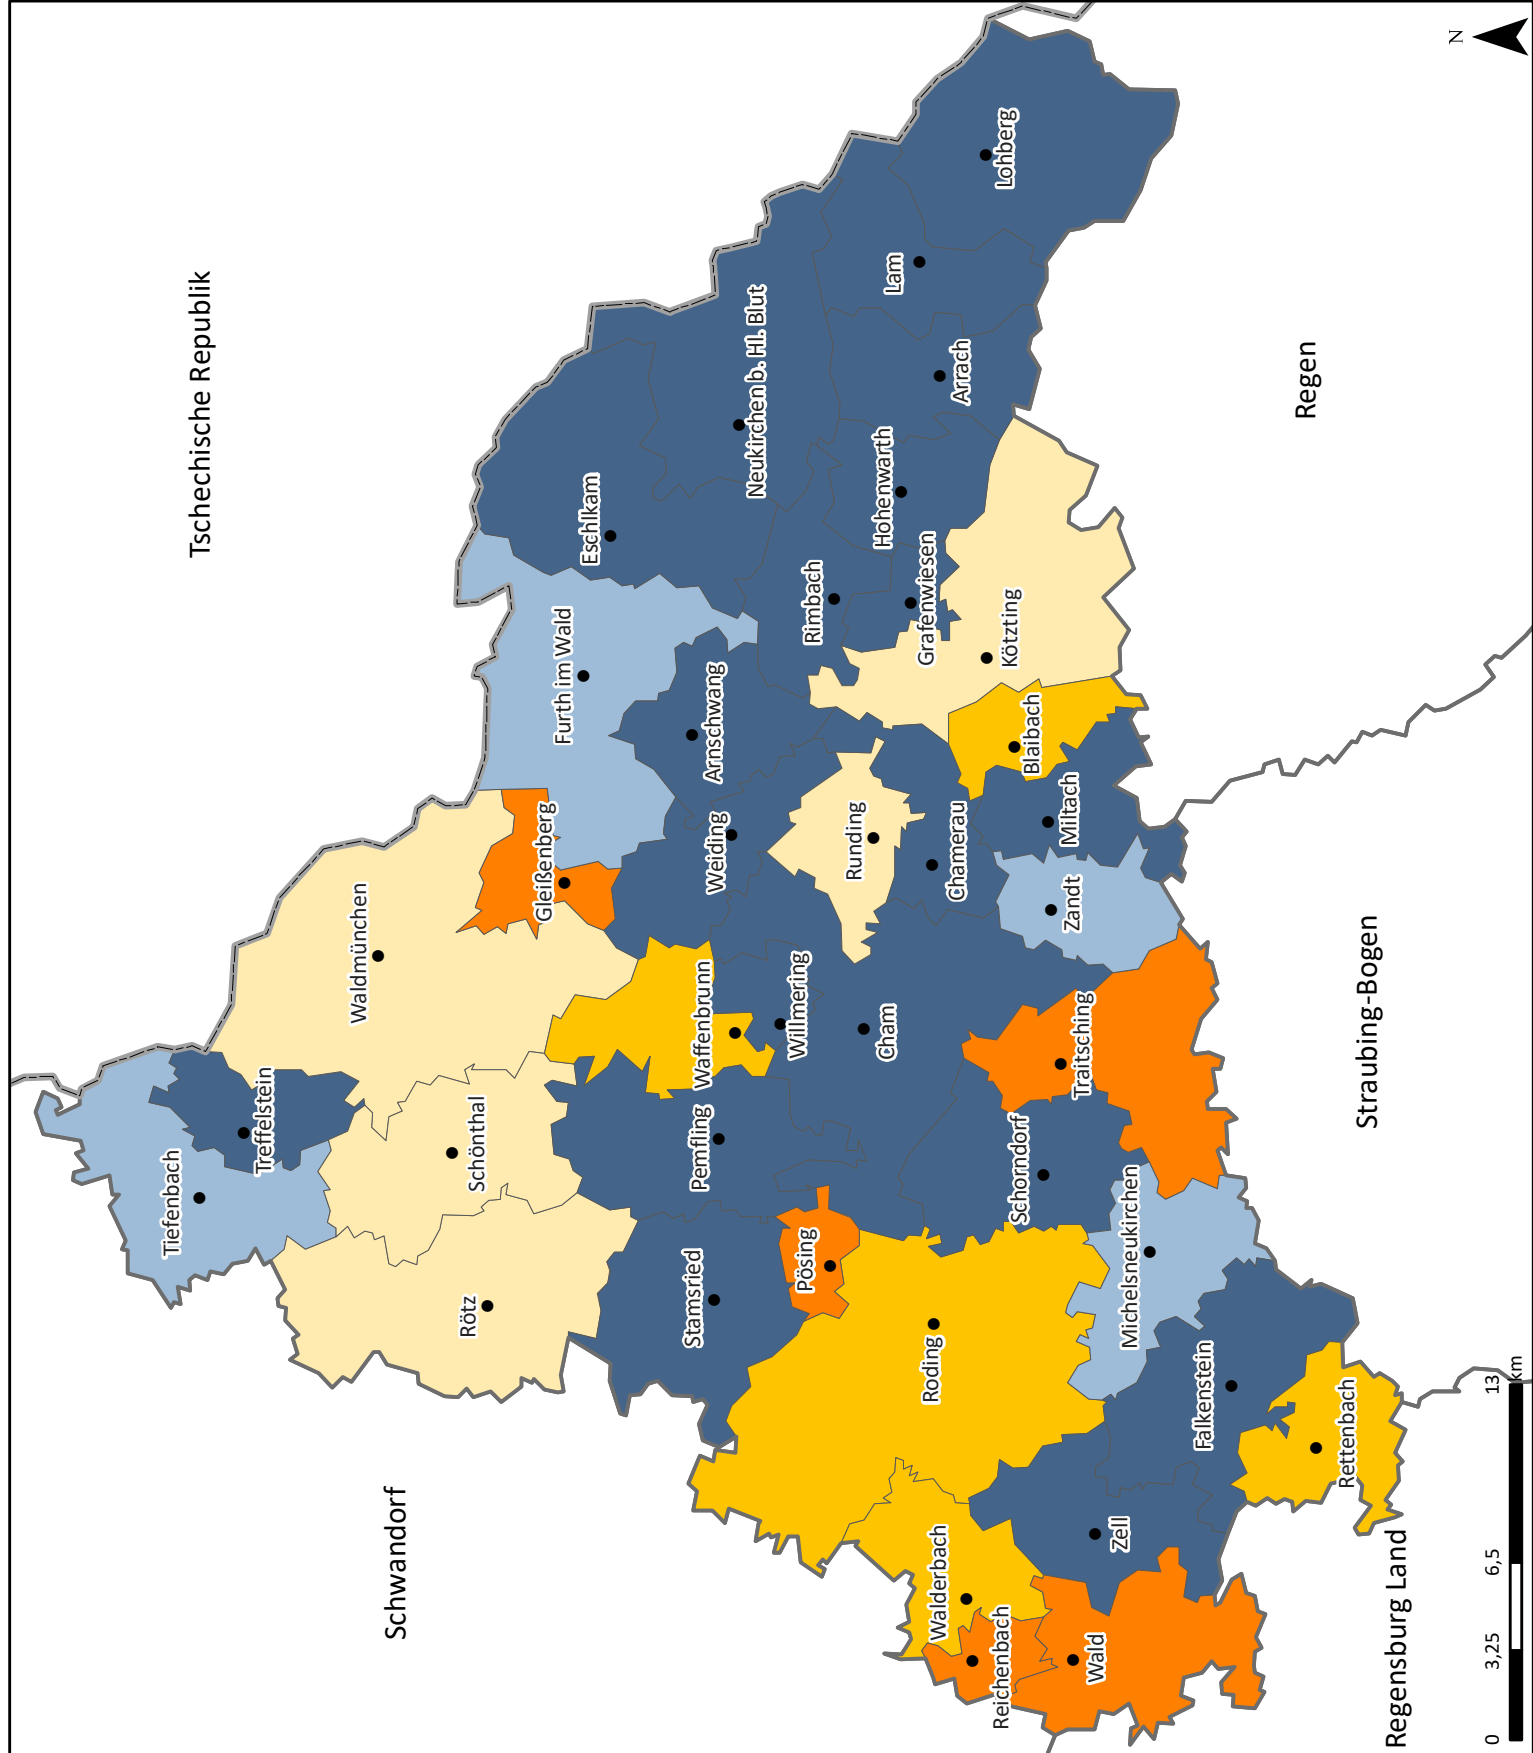 Tschechische Republik
Schwandorf
Regen
Straubing-Bogen
Regensburg Land
N
Tiefenbach
Treffelstein
Waldmünchen
Schönthal
Rötz
Gleißenberg
Furth im Wald
Eschlkam
Neukirchen b. Hl. Blut
Lohberg
Lam
Arrach
Hohenwarth
Grafenwiesen
Rimbach
Kötzting
Arnschwang
Weiding
Runding
Blaibach
Chamerau
Miltach
Zandt
Waffenbrunn
Willmering
Cham
Traitsching
Pemfling
Schorndorf
Stamsried
Pösing
Michelsneukirchen
Roding
Falkenstein
Rettenbach
Zell
Walderbach
Reichenbach
Wald
0 3,25 6,5 13
km